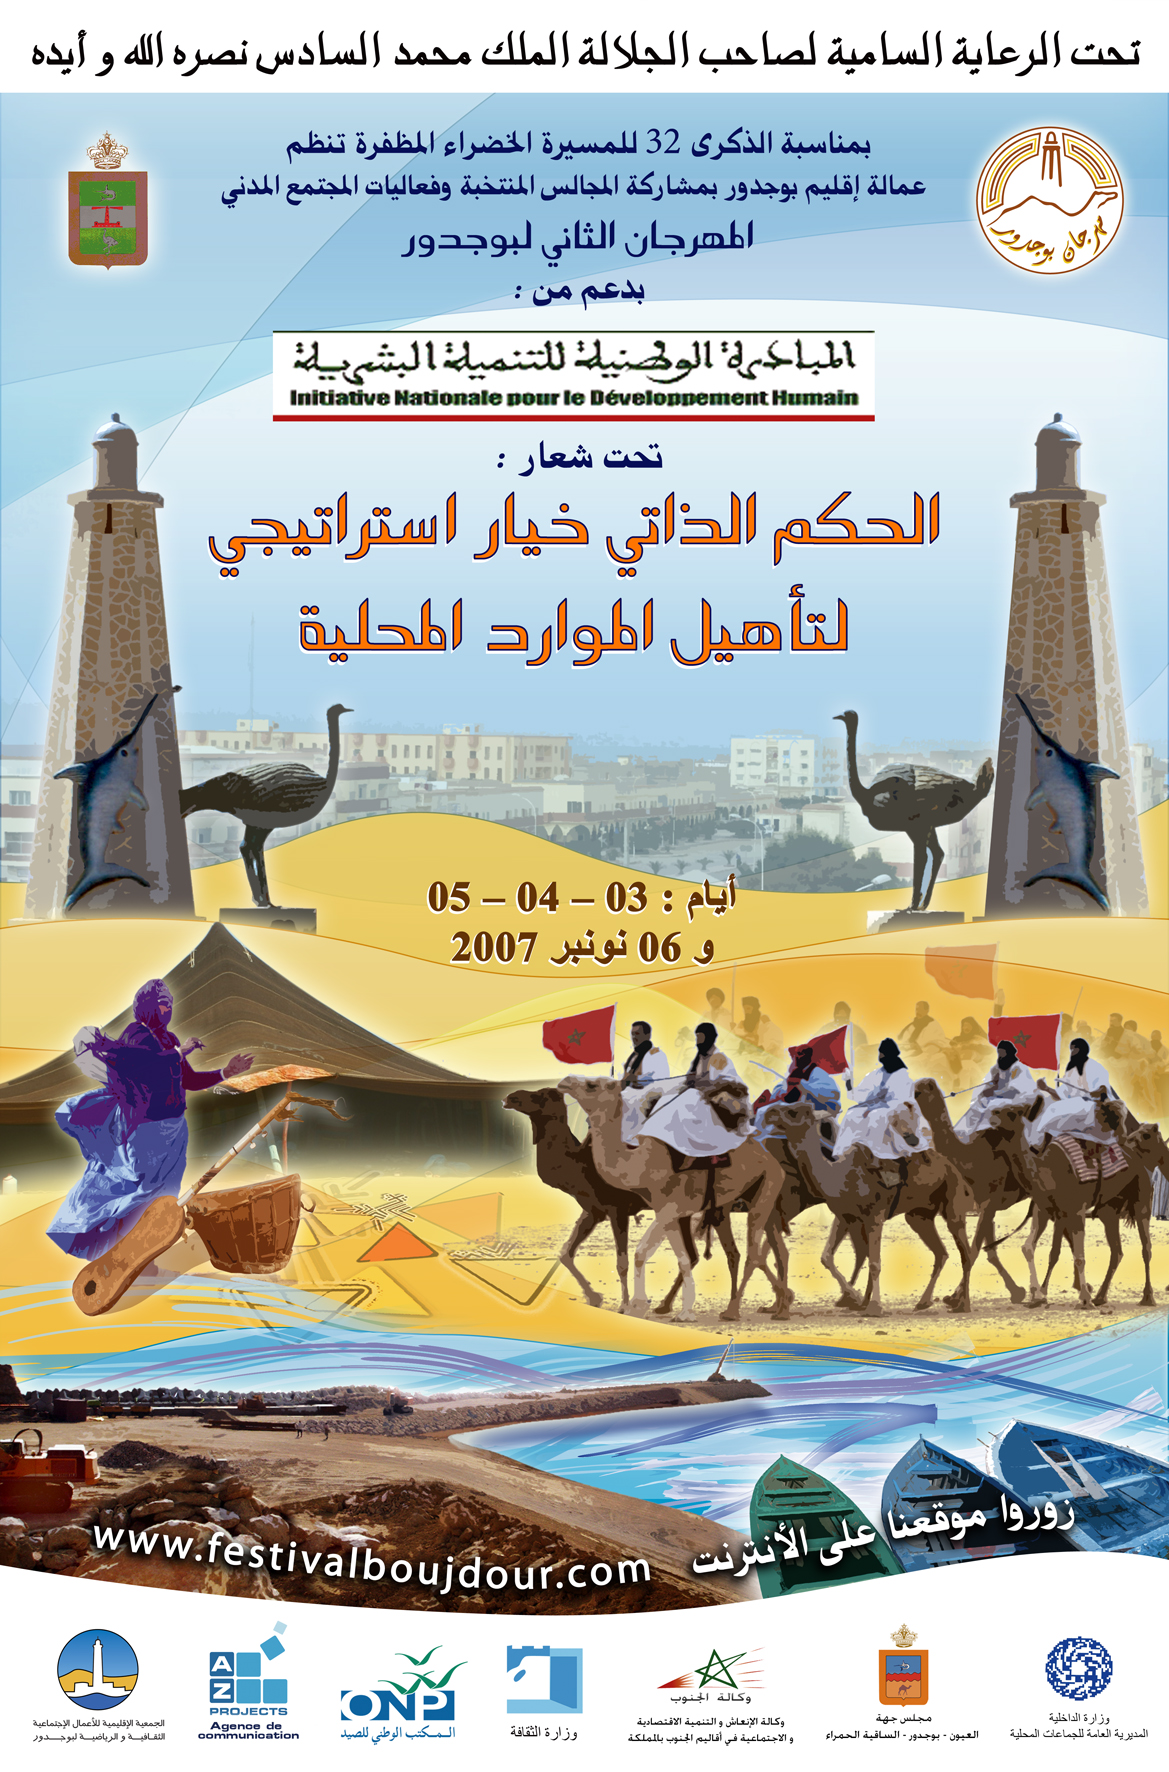 تحت الرعاية السامية لصاحب الجلالة الملك محمد السادس نصره الله و أيده
بمناسبة الذكرى 32 للمسيرة الخضراء المظفرة تنظم
عمالة إقليم بوجدور بمشاركة المجالس المنتخبة وفعاليات المجتمع المدني
المهرجان الثاني لبوجدور
بدعم من :
مهرجان بوجدور
المبادرة الوطنية للتنمية البشرية
Initiative Nationale pour le Développement Humain
تحت شعار :
الحكم الذاتي خيار استراتيجي
لتأهيل الموارد المحلية
أيام : 03 – 04 – 05
و 06 نونبر 2007
زوروا موقعنا على الأنترنت
www.festivalboujdour.com
وزارة الداخلية
المديرية العامة للجماعات المحلية
مجلس جهة
العيون - بوجدور - الساقية الحمراء
وكالة الجنوب
وكالة الإنعاش و التنمية الاقتصادية
و الاجتماعية في أقاليم الجنوب بالمملكة
وزارة الثقافة
ONP
المكتب الوطني للصيد
AZ
PROJECTS
Agence de
communication
الجمعية الإقليمية للأعمال الإجتماعية
الثقافية و الرياضية لبوجدور